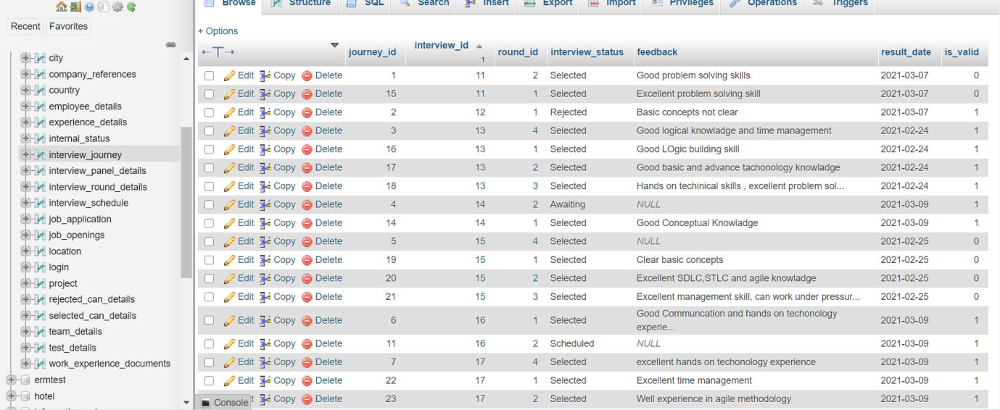 Browse Structure SQL Search Insert Export Import Privileges Operations Triggers
Recent Favorites
+ Options
city
company_references
country
employee_details
experience_details
internal_status
interview_journey
interview_panel_details
interview_round_details
interview_schedule
job_application
job_openings
location
login
project
rejected_can_details
selected_can_details
team_details
test_details
work_experience_documents
ermtest
hotel
journey_id interview_id 1 round_id interview_status feedback result_date is_valid
Edit Copy Delete 1 11 2 Selected Good problem solving skills 2021-03-07 0
Edit Copy Delete 15 11 1 Selected Excellent problem solving skill 2021-03-07 0
Edit Copy Delete 2 12 1 Rejected Basic concepts not clear 2021-03-07 1
Edit Copy Delete 3 13 4 Selected Good logical knowladge and time management 2021-02-24 1
Edit Copy Delete 16 13 1 Selected Good LOgic building skill 2021-02-24 1
Edit Copy Delete 17 13 2 Selected Good basic and advance tachonology knowladge 2021-02-24 1
Edit Copy Delete 18 13 3 Selected Hands on techinical skills , excellent problem sol... 2021-02-24 1
Edit Copy Delete 4 14 2 Awaiting NULL 2021-03-09 1
Edit Copy Delete 14 14 1 Selected Good Conceptual Knowladge 2021-03-09 1
Edit Copy Delete 5 15 4 Selected NULL 2021-02-25 0
Edit Copy Delete 19 15 1 Selected Clear basic concepts 2021-02-25 0
Edit Copy Delete 20 15 2 Selected Excellent SDLC,STLC and agile knowladge 2021-02-25 0
Edit Copy Delete 21 15 3 Selected Excellent management skill, can work under pressur... 2021-02-25 0
Edit Copy Delete 6 16 1 Selected Good Communcation and hands on techonology
experie... 2021-03-09 1
Edit Copy Delete 11 16 2 Scheduled NULL 2021-03-09 1
Edit Copy Delete 7 17 4 Selected excellent hands on techonology experience 2021-03-09 1
Edit Copy Delete 22 17 1 Selected Excellent time management 2021-03-09 1
Console Copy Delete 23 17 2 Selected Well experience in agile methodology 2021-03-09 1